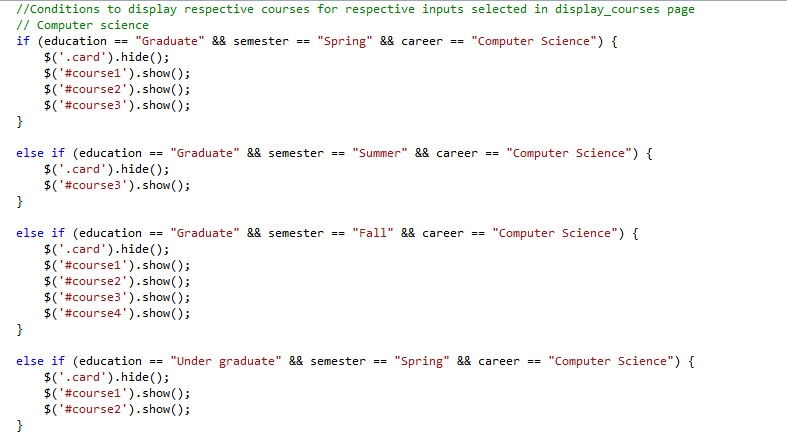 //Conditions to display respective courses for respective inputs selected in display_courses page
// Computer science
if (education == "Graduate" && semester == "Spring" && career == "Computer Science") {
    $('.card').hide();
    $('#course1').show();
    $('#course2').show();
    $('#course3').show();
}

else if (education == "Graduate" && semester == "Summer" && career == "Computer Science") {
    $('.card').hide();
    $('#course3').show();
}

else if (education == "Graduate" && semester == "Fall" && career == "Computer Science") {
    $('.card').hide();
    $('#course1').show();
    $('#course2').show();
    $('#course3').show();
    $('#course4').show();
}

else if (education == "Under graduate" && semester == "Spring" && career == "Computer Science") {
    $('.card').hide();
    $('#course1').show();
    $('#course2').show();
}